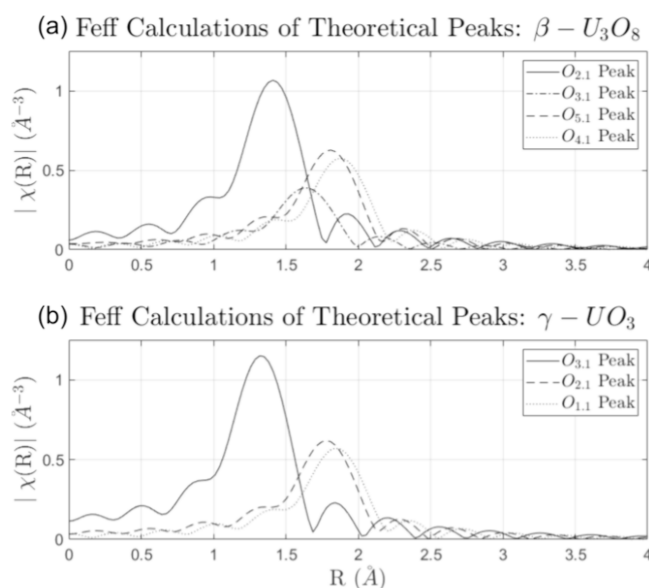 (a) Feff Calculations of Theoretical Peaks: β − U₃O₈
| χ(R)| (Å⁻³)
1
0.5
0
O₂.₁ Peak
O₃.₁ Peak
O₅.₁ Peak
O₄.₁ Peak
0 0.5 1 1.5 2 2.5 3 3.5 4
(b) Feff Calculations of Theoretical Peaks: γ − UO₃
| χ(R)| (Å⁻³)
1
0.5
0
O₃.₁ Peak
O₂.₁ Peak
O₁.₁ Peak
0 0.5 1 1.5 2 2.5 3 3.5 4
R (Å)